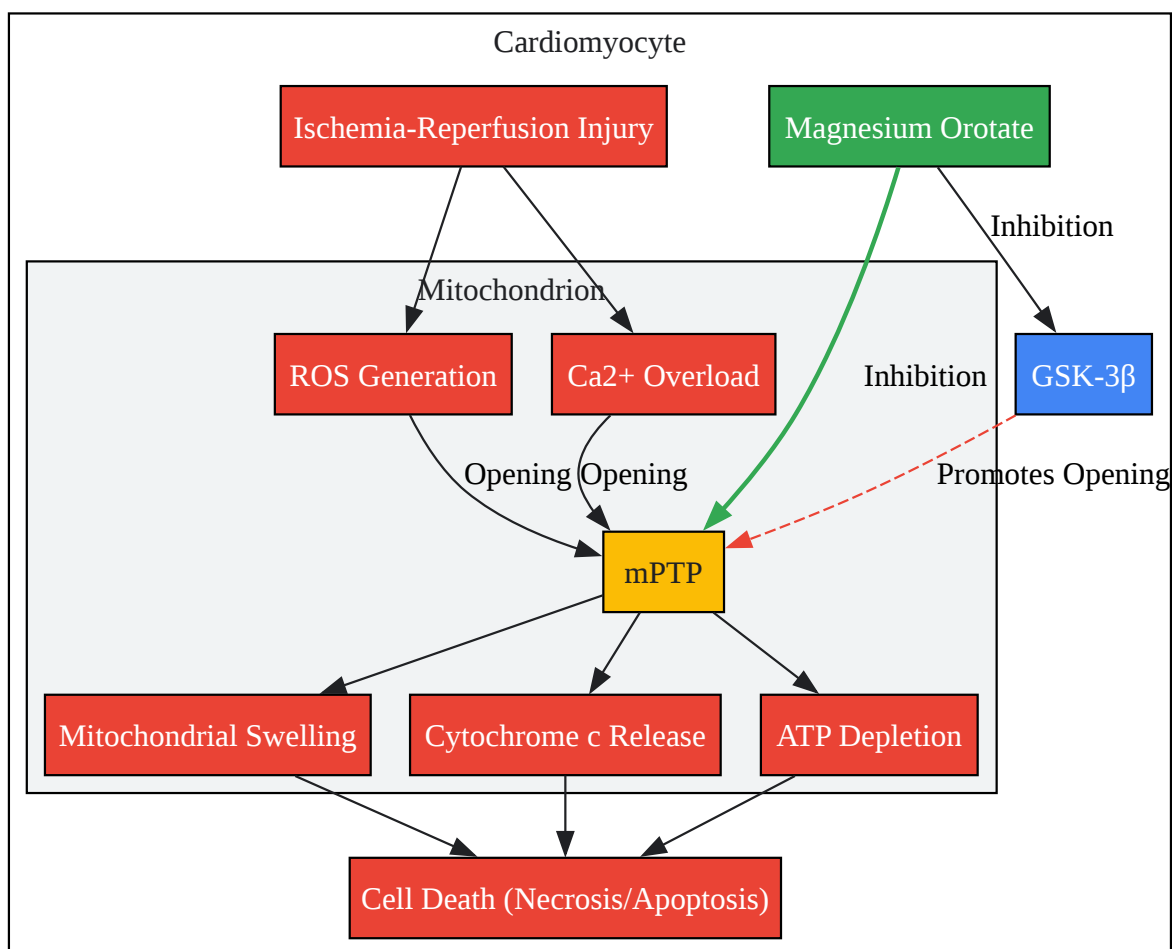 Cardiomyocyte
Ischemia-Reperfusion Injury
Magnesium Orotate
Inhibition
Mitochondrion
ROS Generation
Ca2+ Overload
Inhibition
GSK-3β
Opening
Opening
Promotes Opening
mPTP
Mitochondrial Swelling
Cytochrome c Release
ATP Depletion
Cell Death (Necrosis/Apoptosis)